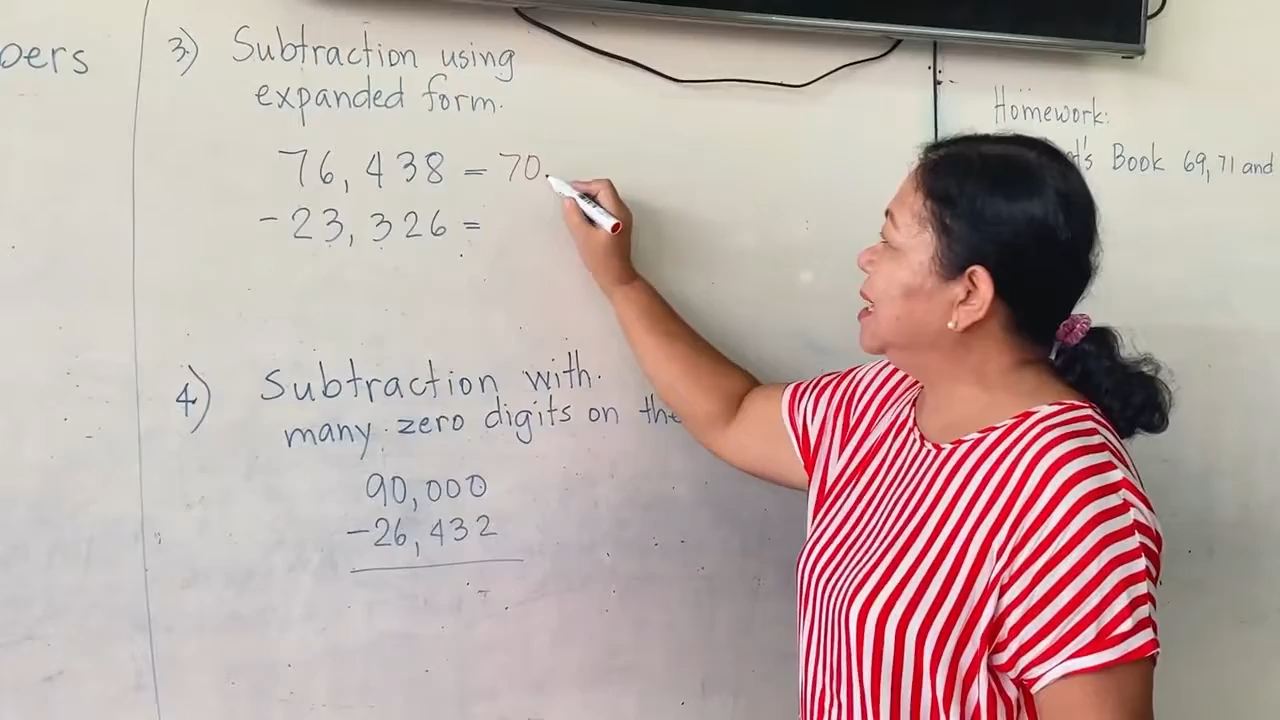 3) Subtraction using
expanded form.
76,438 = 70
-23,326 =
4) Subtraction with
many zero digits on the
90,000
-26,432
Homework:
Book 69, 71 and